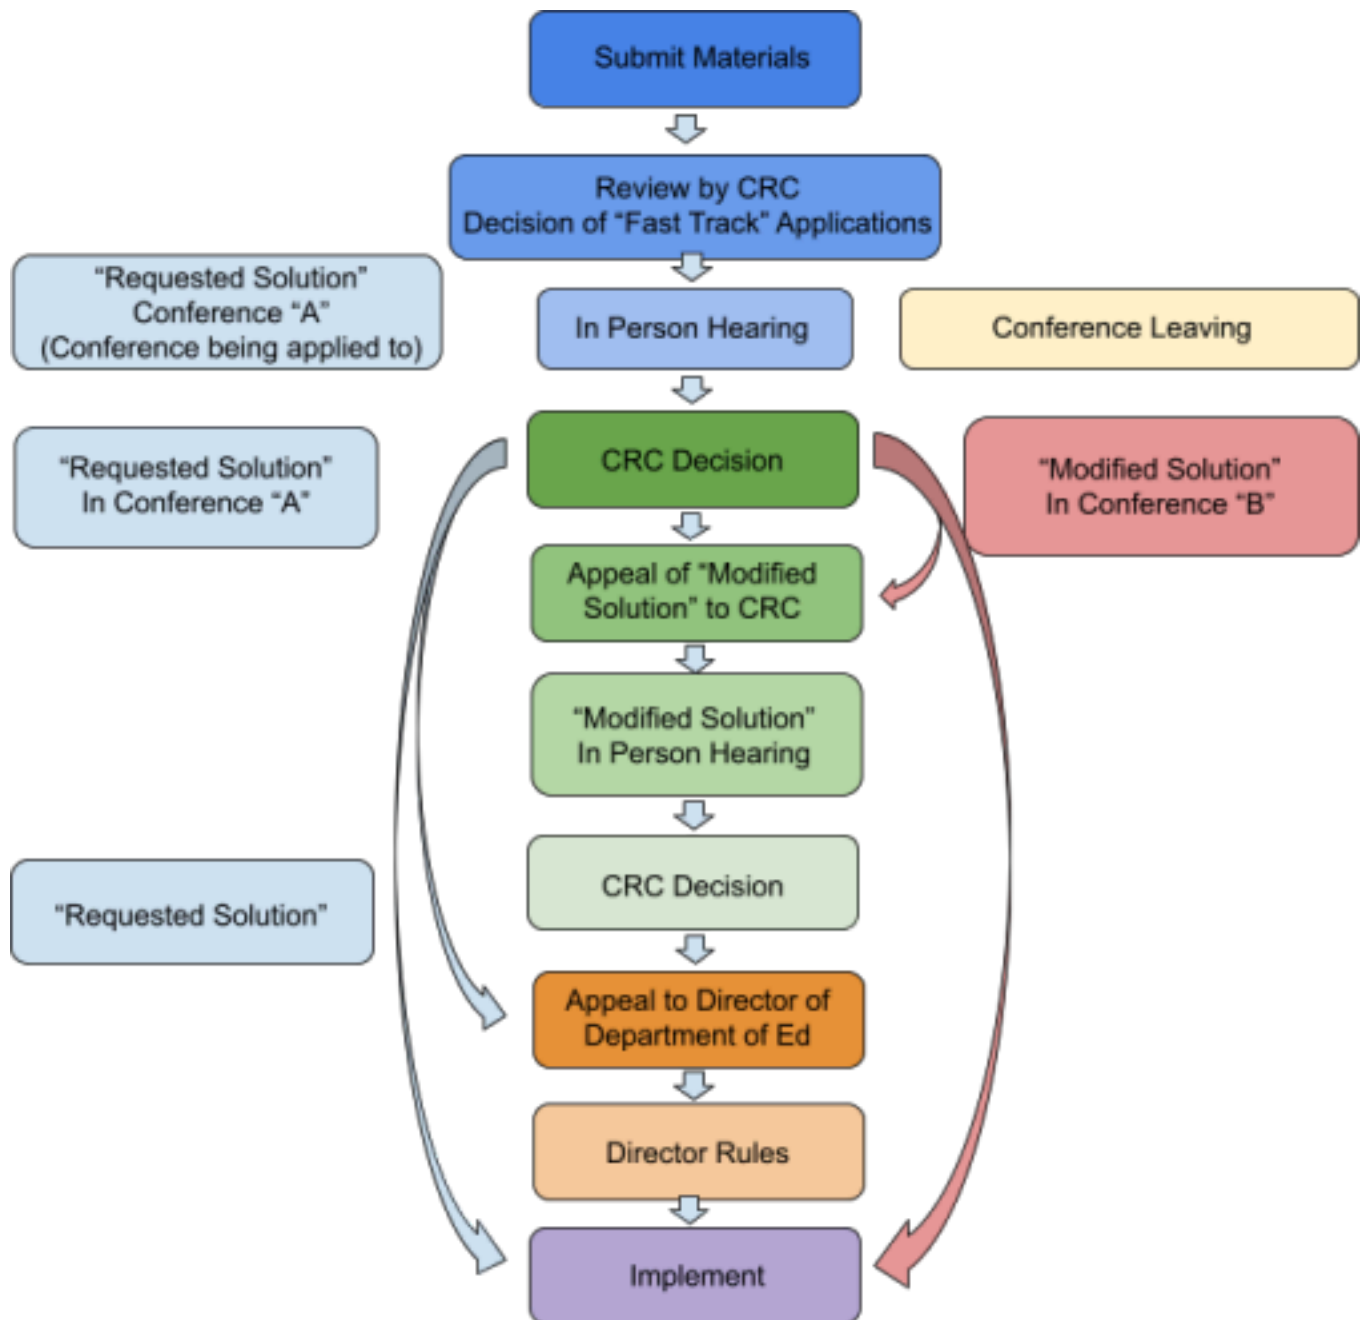 Submit Materials
Review by CRC
Decision of “Fast Track” Applications
“Requested Solution”
Conference “A”
(Conference being applied to)
In Person Hearing
Conference Leaving
“Requested Solution”
In Conference “A”
CRC Decision
“Modified Solution”
In Conference “B”
Appeal of “Modified
Solution” to CRC
“Modified Solution”
In Person Hearing
CRC Decision
“Requested Solution”
Appeal to Director of
Department of Ed
Director Rules
Implement